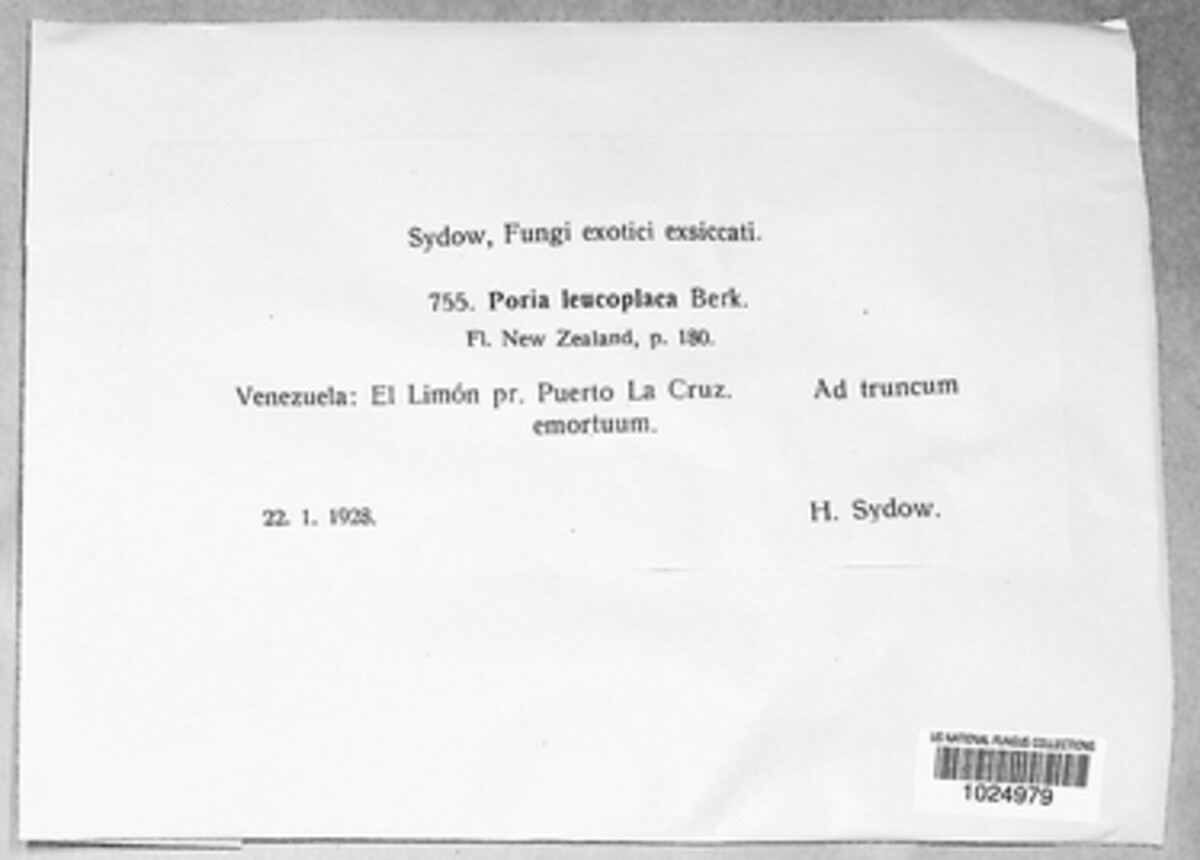 Sydow, Fungi exotici exsiccati.
755. Poria leucoplaca Berk.
Fl. New Zealand, p. 180.
Venezuela: El Limón pr. Puerto La Cruz. Ad truncum
emortuum.
22. 1. 1928. H. Sydow.
US NATIONAL FUNGUS COLLECTIONS
1024979